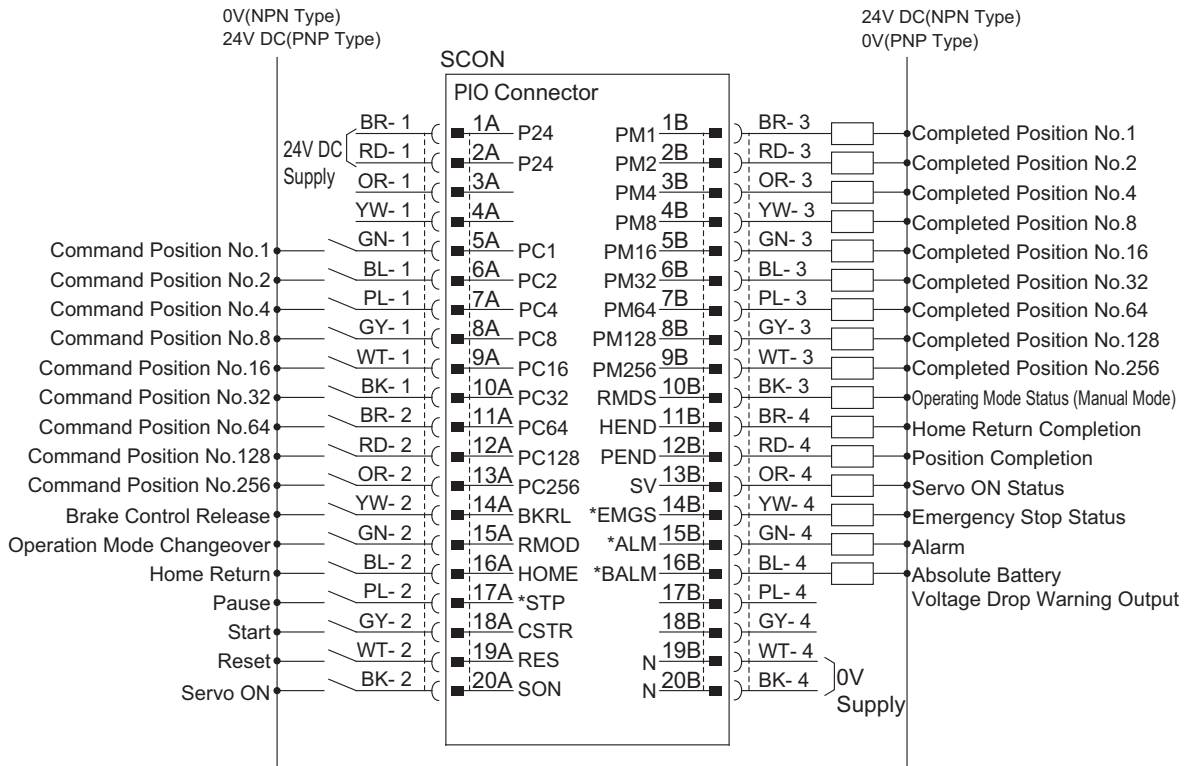 0V(NPN Type)
24V DC(PNP Type)
24V DC(NPN Type)
0V(PNP Type)
SCON
PIO Connector
24V DC
Supply
BR- 1 1A P24 PM1 1B BR- 3 Completed Position No.1
RD- 1 2A P24 PM2 2B RD- 3 Completed Position No.2
OR- 1 3A PM4 3B OR- 3 Completed Position No.4
YW- 1 4A PM8 4B YW- 3 Completed Position No.8
Command Position No.1 GN- 1 5A PC1 PM16 5B GN- 3 Completed Position No.16
Command Position No.2 BL- 1 6A PC2 PM32 6B BL- 3 Completed Position No.32
Command Position No.4 PL- 1 7A PC4 PM64 7B PL- 3 Completed Position No.64
Command Position No.8 GY- 1 8A PC8 PM128 8B GY- 3 Completed Position No.128
Command Position No.16 WT- 1 9A PC16 PM256 9B WT- 3 Completed Position No.256
Command Position No.32 BK- 1 10A PC32 RMDS 10B BK- 3 Operating Mode Status (Manual Mode)
Command Position No.64 BR- 2 11A PC64 HEND 11B BR- 4 Home Return Completion
Command Position No.128 RD- 2 12A PC128 PEND 12B RD- 4 Position Completion
Command Position No.256 OR- 2 13A PC256 SV 13B OR- 4 Servo ON Status
Brake Control Release YW- 2 14A BKRL *EMGS 14B YW- 4 Emergency Stop Status
Operation Mode Changeover GN- 2 15A RMOD *ALM 15B GN- 4 Alarm
Home Return BL- 2 16A HOME *BALM 16B BL- 4 Absolute Battery
Voltage Drop Warning Output
Pause PL- 2 17A *STP 17B PL- 4
Start GY- 2 18A CSTR 18B GY- 4
Reset WT- 2 19A RES N 19B WT- 4
Servo ON BK- 2 20A SON N 20B BK- 4
0V
Supply